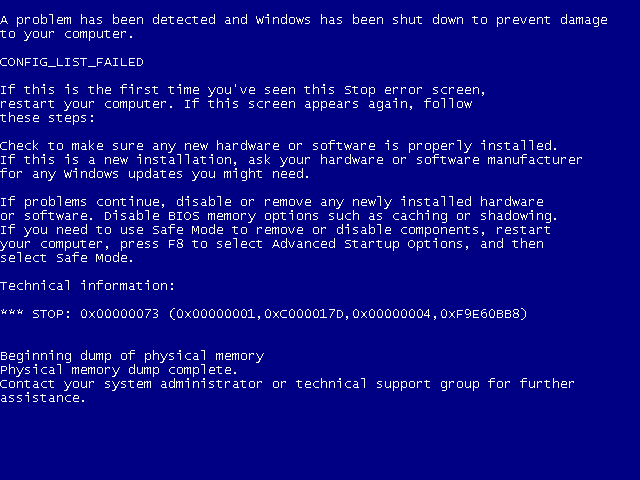 A problem has been detected and Windows has been shut down to prevent damage
to your computer.
CONFIG_LIST_FAILED
If this is the first time you've seen this Stop error screen,
restart your computer. If this screen appears again, follow
these steps:
Check to make sure any new hardware or software is properly installed.
If this is a new installation, ask your hardware or software manufacturer
for any Windows updates you might need.
If problems continue, disable or remove any newly installed hardware
or software. Disable BIOS memory options such as caching or shadowing.
If you need to use Safe Mode to remove or disable components, restart
your computer, press F8 to select Advanced Startup Options, and then
select Safe Mode.
Technical information:
*** STOP: 0x00000073 (0x00000001,0xC000017D,0x00000004,0xF9E60BB8)
Beginning dump of physical memory
Physical memory dump complete.
Contact your system administrator or technical support group for further
assistance.